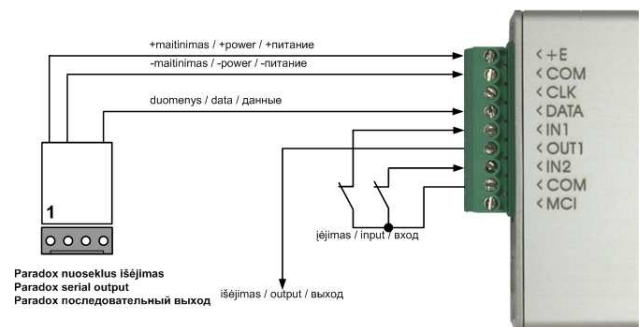 +maitinimas / +power / +питание
-maitinimas / -power / -питание
duomenys / data / данные
<+E
<COM
<CLK
<DATA
<IN1
<OUT1
<IN2
<COM
<MCI
1
įėjimas / input / вход
Paradox nuoseklus išėjimas
Paradox serial output
Paradox последовательный выход
išėjimas / output / выход